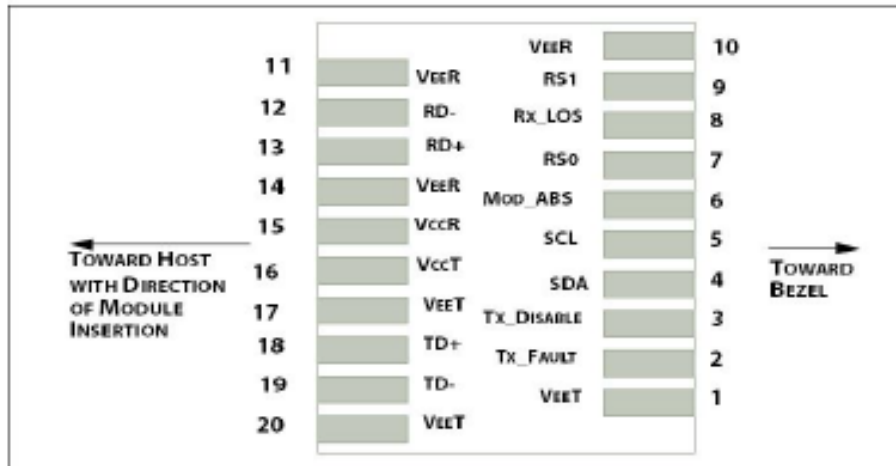 11 VEER
12 RD-
13 RD+
14 VEER
15 VCCR
16 VCCT
17 VEET
18 TD+
19 TD-
20 VEET
TOWARD HOST
WITH DIRECTION
OF MODULE
INSERTION
VEER 10
RS1 9
RX_LOS 8
RS0 7
MOD_ABS 6
SCL 5
SDA 4
TX_DISABLE 3
TX_FAULT 2
VEET 1
TOWARD
BEZEL